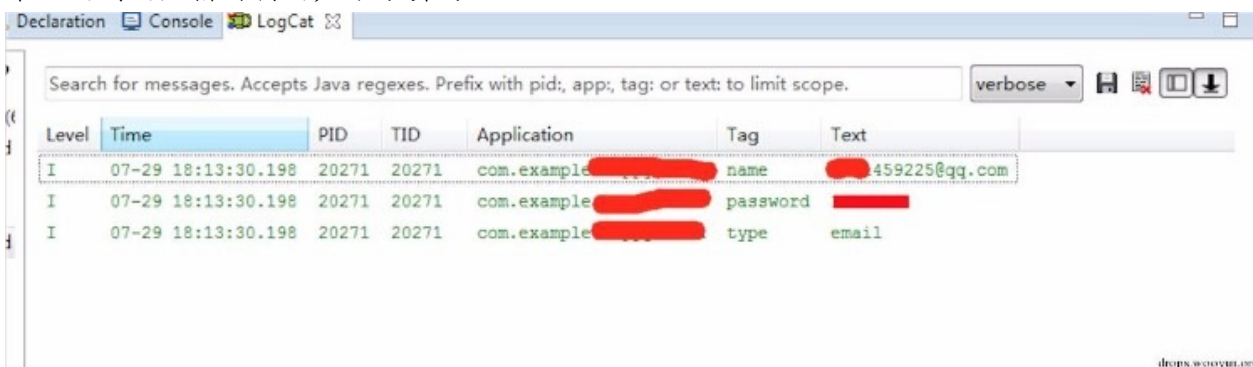 Declaration Console LogCat
Search for messages. Accepts Java regexes. Prefix with pid:, app:, tag: or text: to limit scope. verbose
Level Time PID TID Application Tag Text
I 07-29 18:13:30.198 20271 20271 com.example name 459225@qq.com
I 07-29 18:13:30.198 20271 20271 com.example password
I 07-29 18:13:30.198 20271 20271 com.example type email
drops.wooyun.org